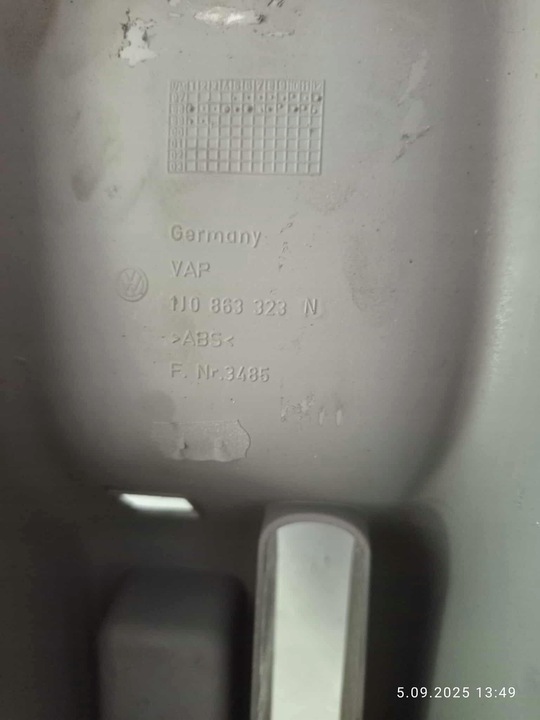 Germany
VAP
1J0 863 323 N
>ABS<
F. Nr.3485
5.09.2025 13:49